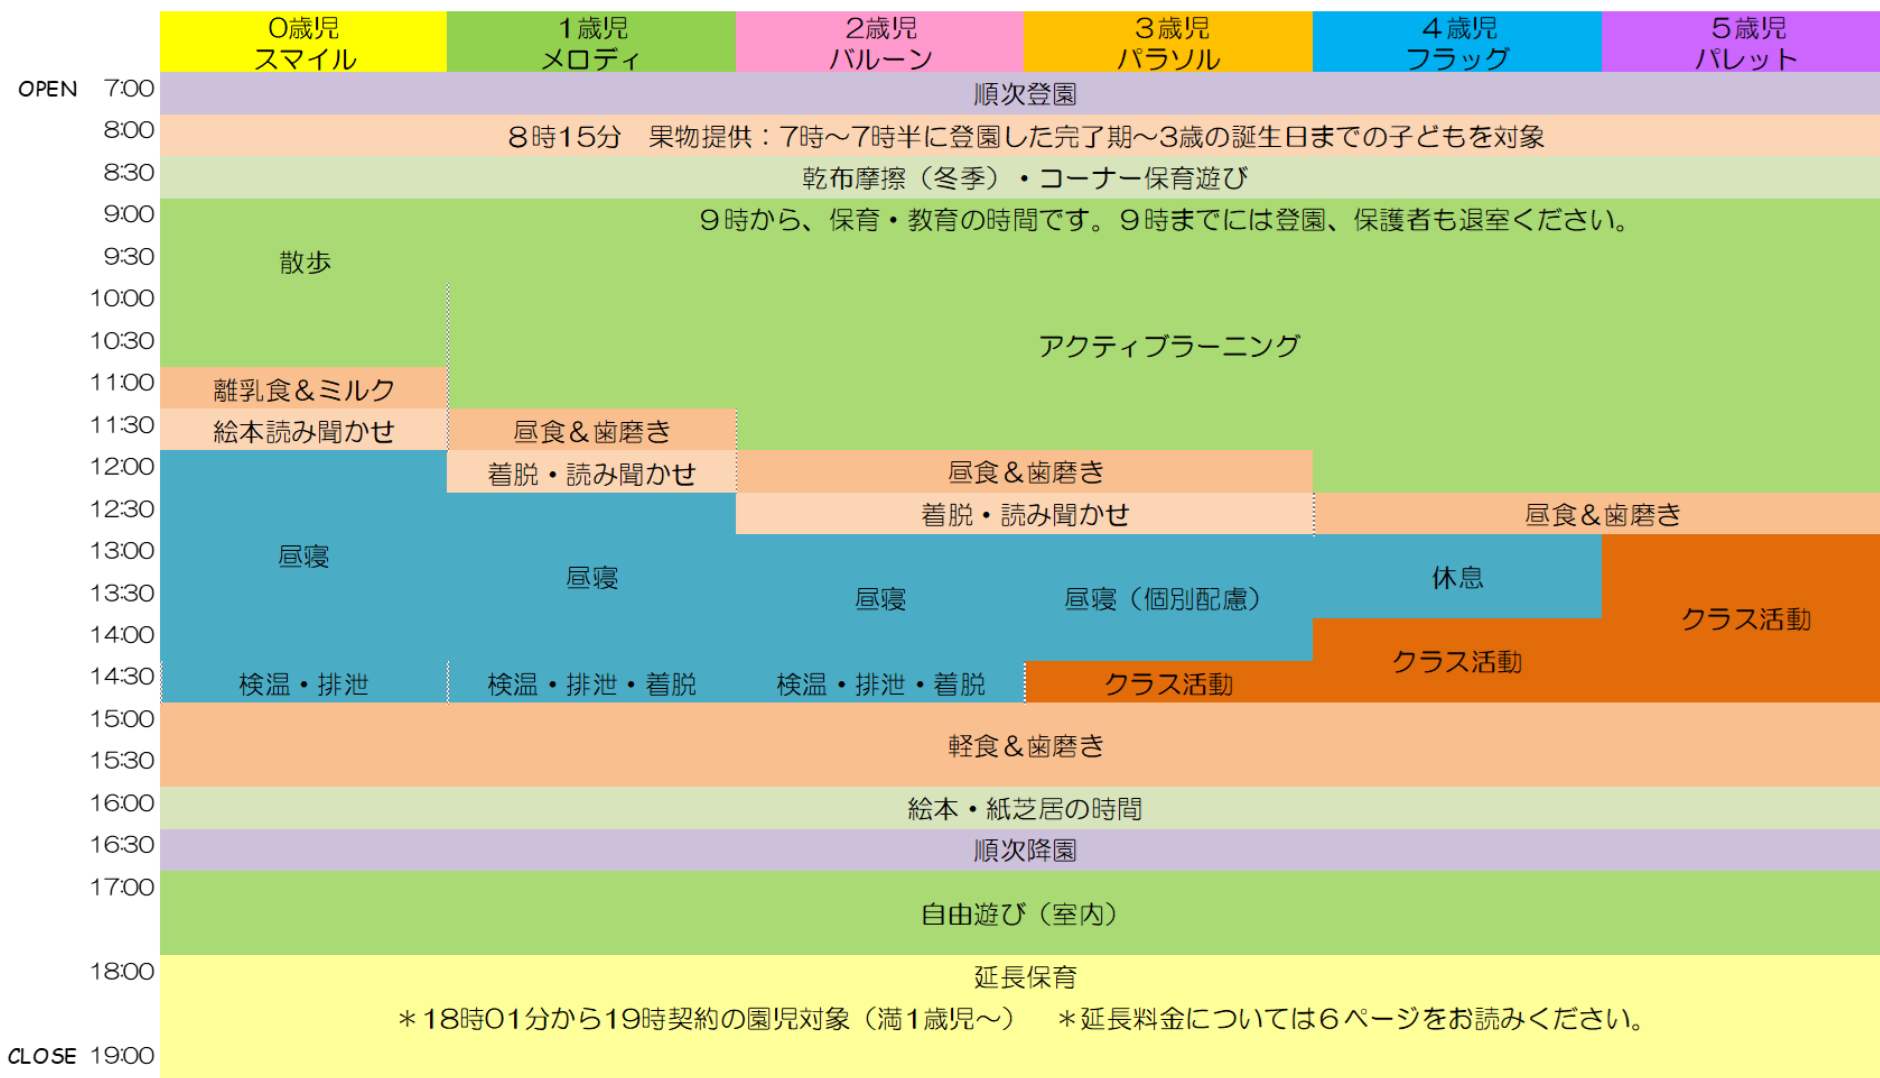 0歳児 1歳児 2歳児 3歳児 4歳児 5歳児
スマイル メロディ バルーン パラソル フラッグ パレット
OPEN 7:00 順次登園
8:00 8時15分 果物提供：7時～7時半に登園した完了期～3歳の誕生日までの子どもを対象
8:30 乾布摩擦（冬季）・コーナー保育遊び
9:00 9時から、保育・教育の時間です。9時までには登園、保護者も退室ください。
9:30 散歩
10:00
10:30 アクティブラーニング
11:00 離乳食＆ミルク
11:30 絵本読み聞かせ 昼食＆歯磨き
12:00 着脱・読み聞かせ 昼食＆歯磨き
12:30 着脱・読み聞かせ 昼食＆歯磨き
13:00 昼寝 昼寝 休息
13:30 昼寝 昼寝（個別配慮） クラス活動
14:00 クラス活動
14:30 検温・排泄 検温・排泄・着脱 検温・排泄・着脱 クラス活動
15:00 軽食＆歯磨き
15:30
16:00 絵本・紙芝居の時間
16:30 順次降園
17:00 自由遊び（室内）
18:00 延長保育
＊18時01分から19時契約の園児対象（満1歳児～） ＊延長料金については6ページをお読みください。
CLOSE 19:00